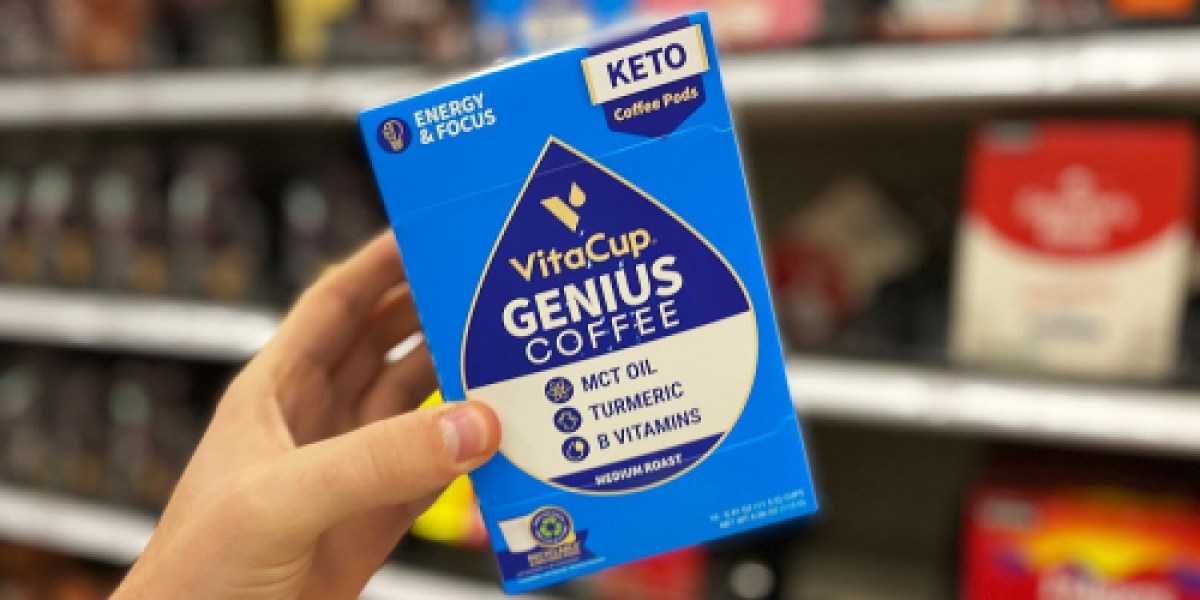 ENERGY
& FOCUS
KETO
Coffee Pods
VitaCup
GENIUS
COFFEE
MCT OIL
TURMERIC
B VITAMINS
MEDIUM ROAST